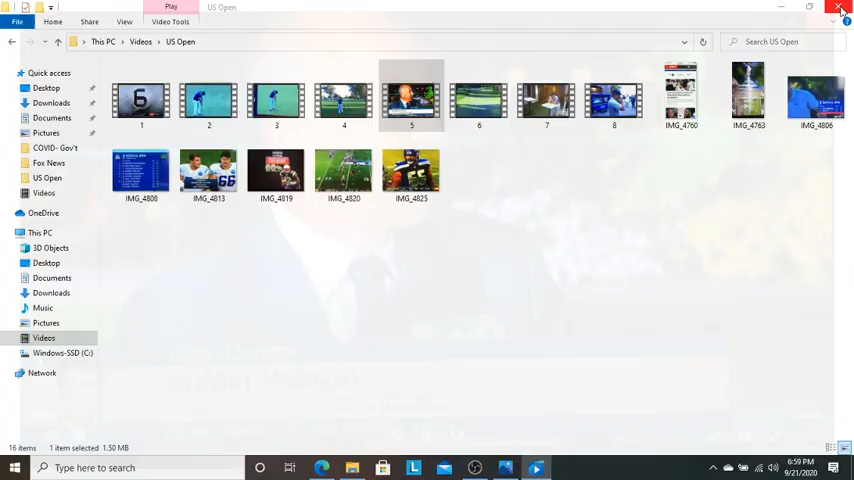 Play
US Open
File
Home
Share
View
Video Tools
This PC
Videos
US Open
Search US Open
Quick access
Desktop
Downloads
Documents
Pictures
COVID- Gov't
Fox News
US Open
Videos
OneDrive
This PC
3D Objects
Desktop
Documents
Downloads
Music
Pictures
Videos
Windows-SSD (C:)
Network
1
2
3
4
5
6
7
8
IMG_4760
IMG_4763
IMG_4806
IMG_4808
IMG_4813
IMG_4819
IMG_4820
IMG_4825
16 items
1 item selected 1.50 MB
Type here to search
6:59 PM
9/21/2020